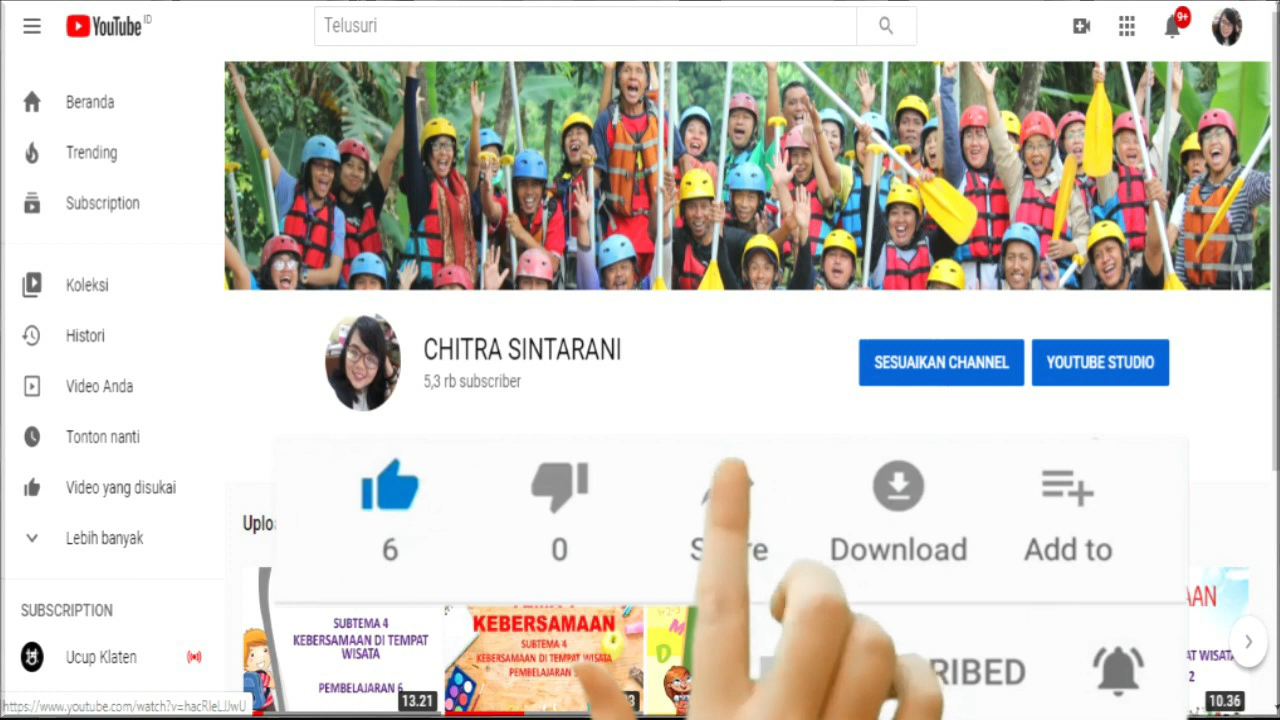 YouTube ID
Telusuri
9+
Beranda
Trending
Subscription
Koleksi
Histori
Video Anda
Tonton nanti
Video yang disukai
Lebih banyak
SUBSCRIPTION
Ucup Klaten
https://www.youtube.com/watch?v=hacRleLJJwU
CHITRA SINTARANI
5,3 rb subscriber
SESUAIKAN CHANNEL
YOUTUBE STUDIO
6
0
Download
Add to
SUBTEMA 4
KEBERSAMAAN DI TEMPAT
WISATA
PEMBELAJARAN 6
13.21
KEBERSAMAAN
SUBTEMA 4
KEBERSAMAAN DI TEMPAT WISATA
PEMBELAJARAN
2
10.36